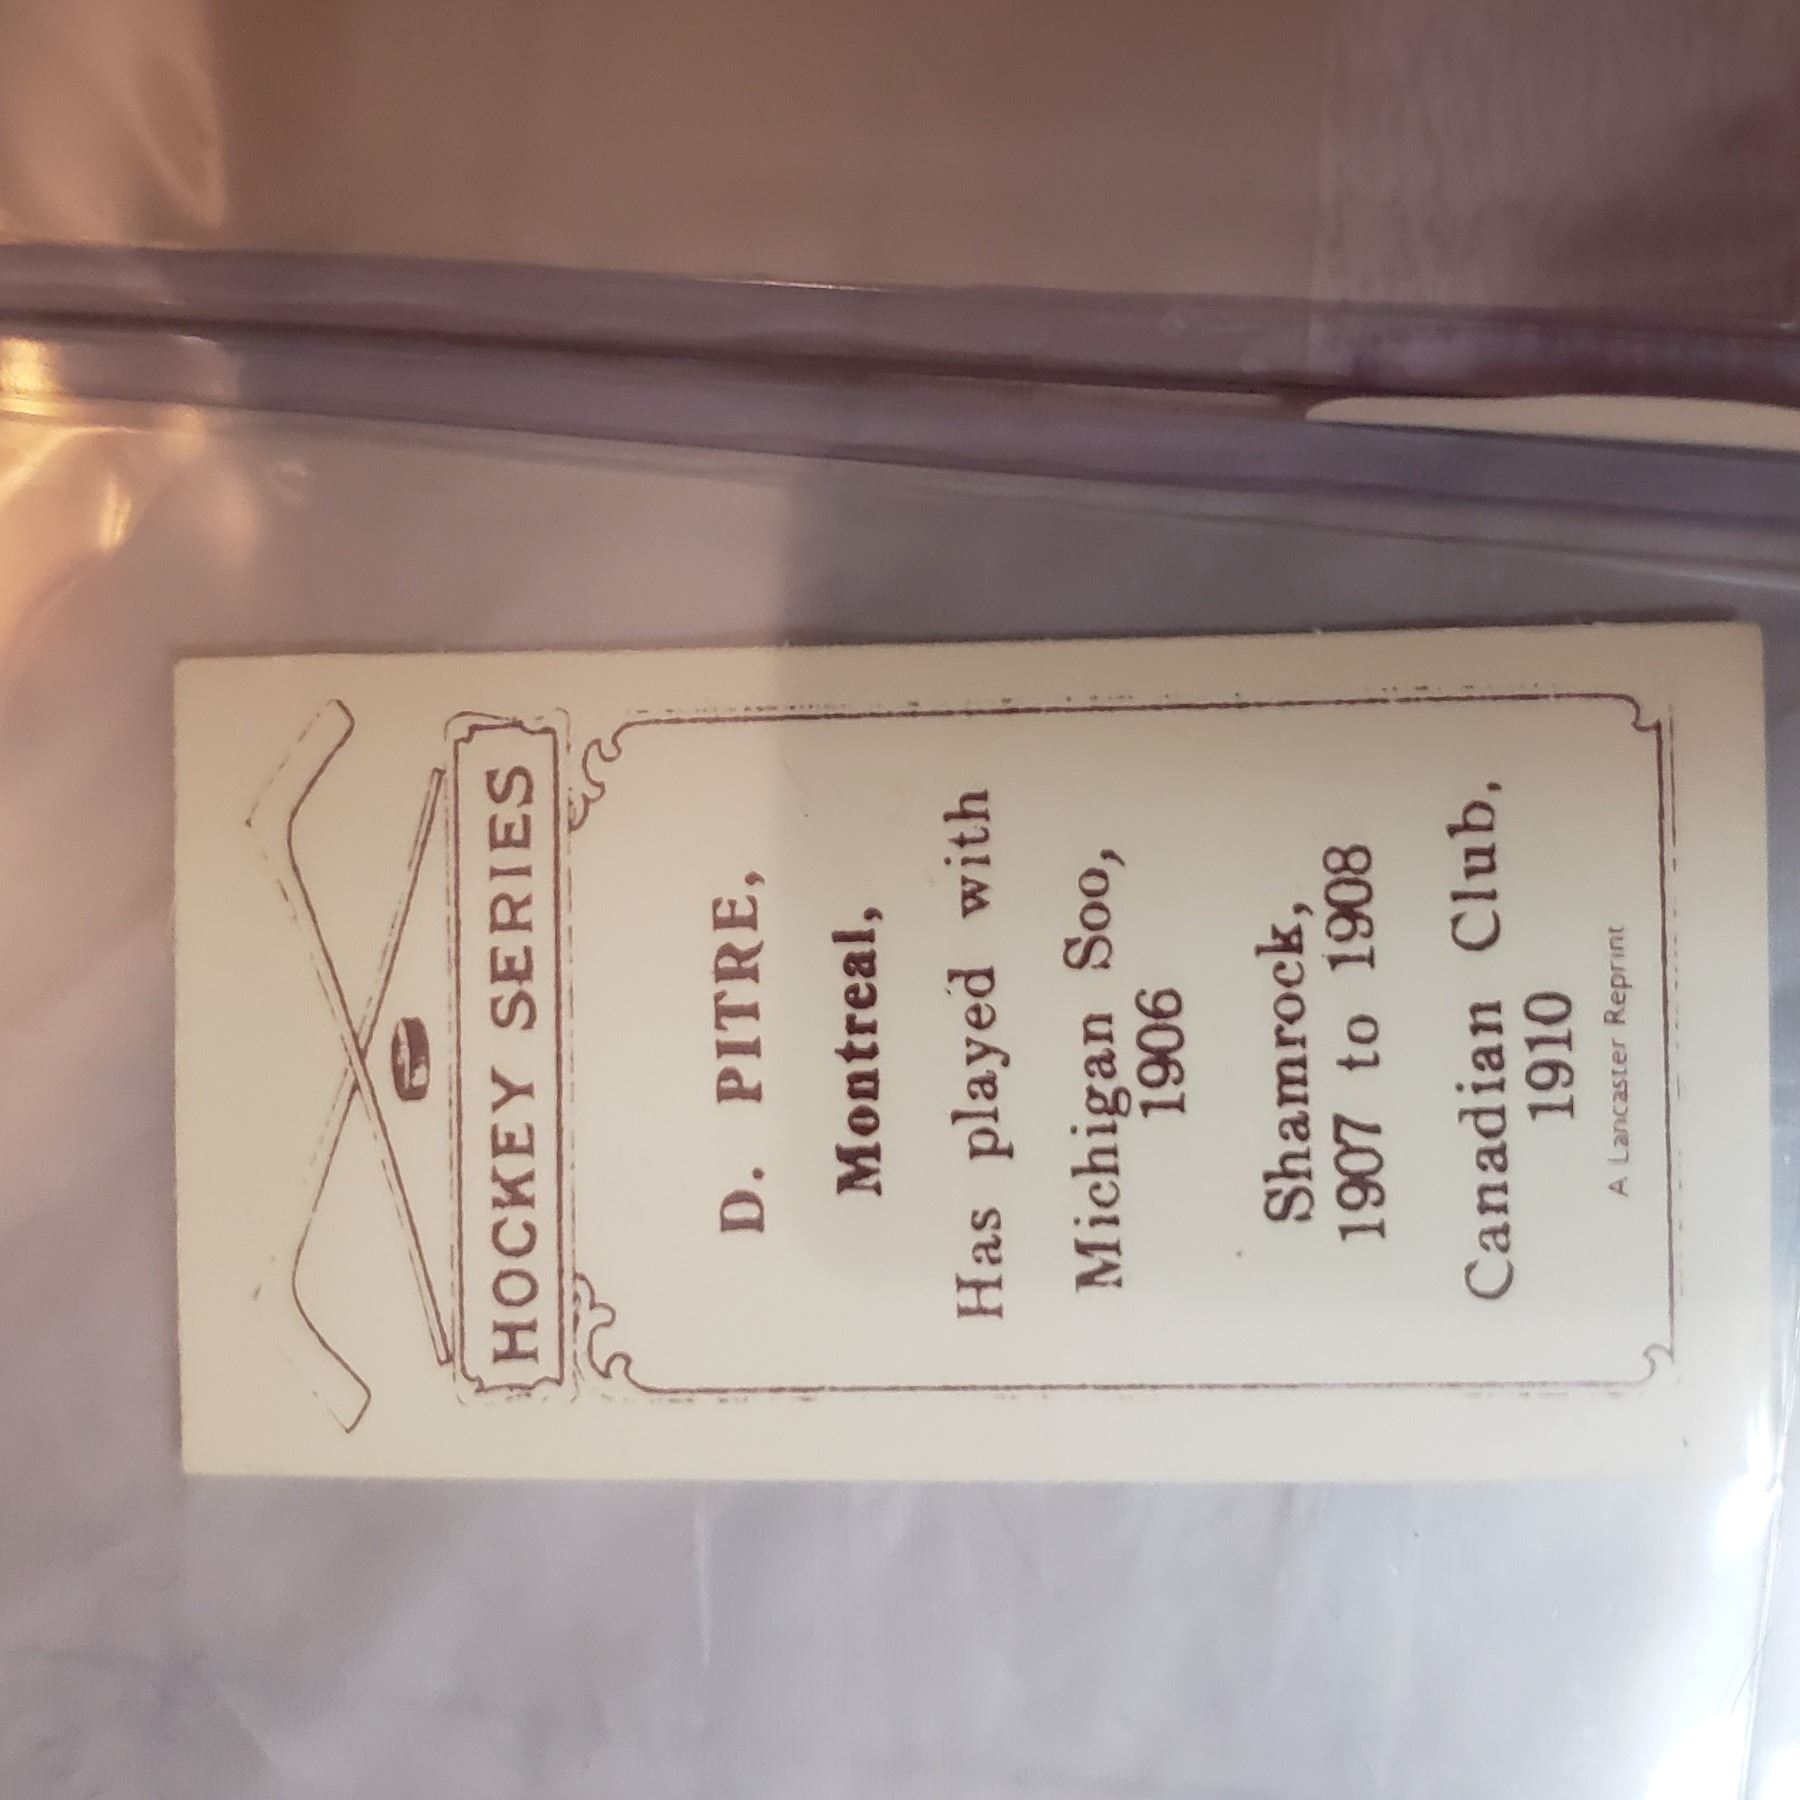 HOCKEY SERIES
D. PITRE,
Montreal,
Has played with
Michigan Soo,
1906
Shamrock,
1907 to 1908
Canadian Club,
1910
A Lancaster Reprint